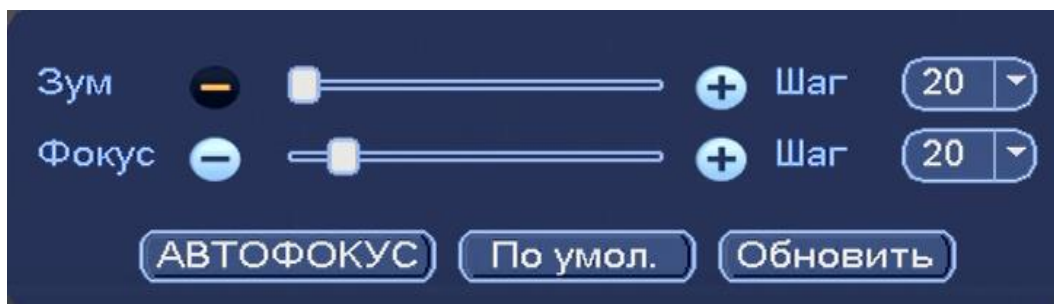 Зум Шаг 20
Фокус Шаг 20
АВТОФОКУС По умол. Обновить